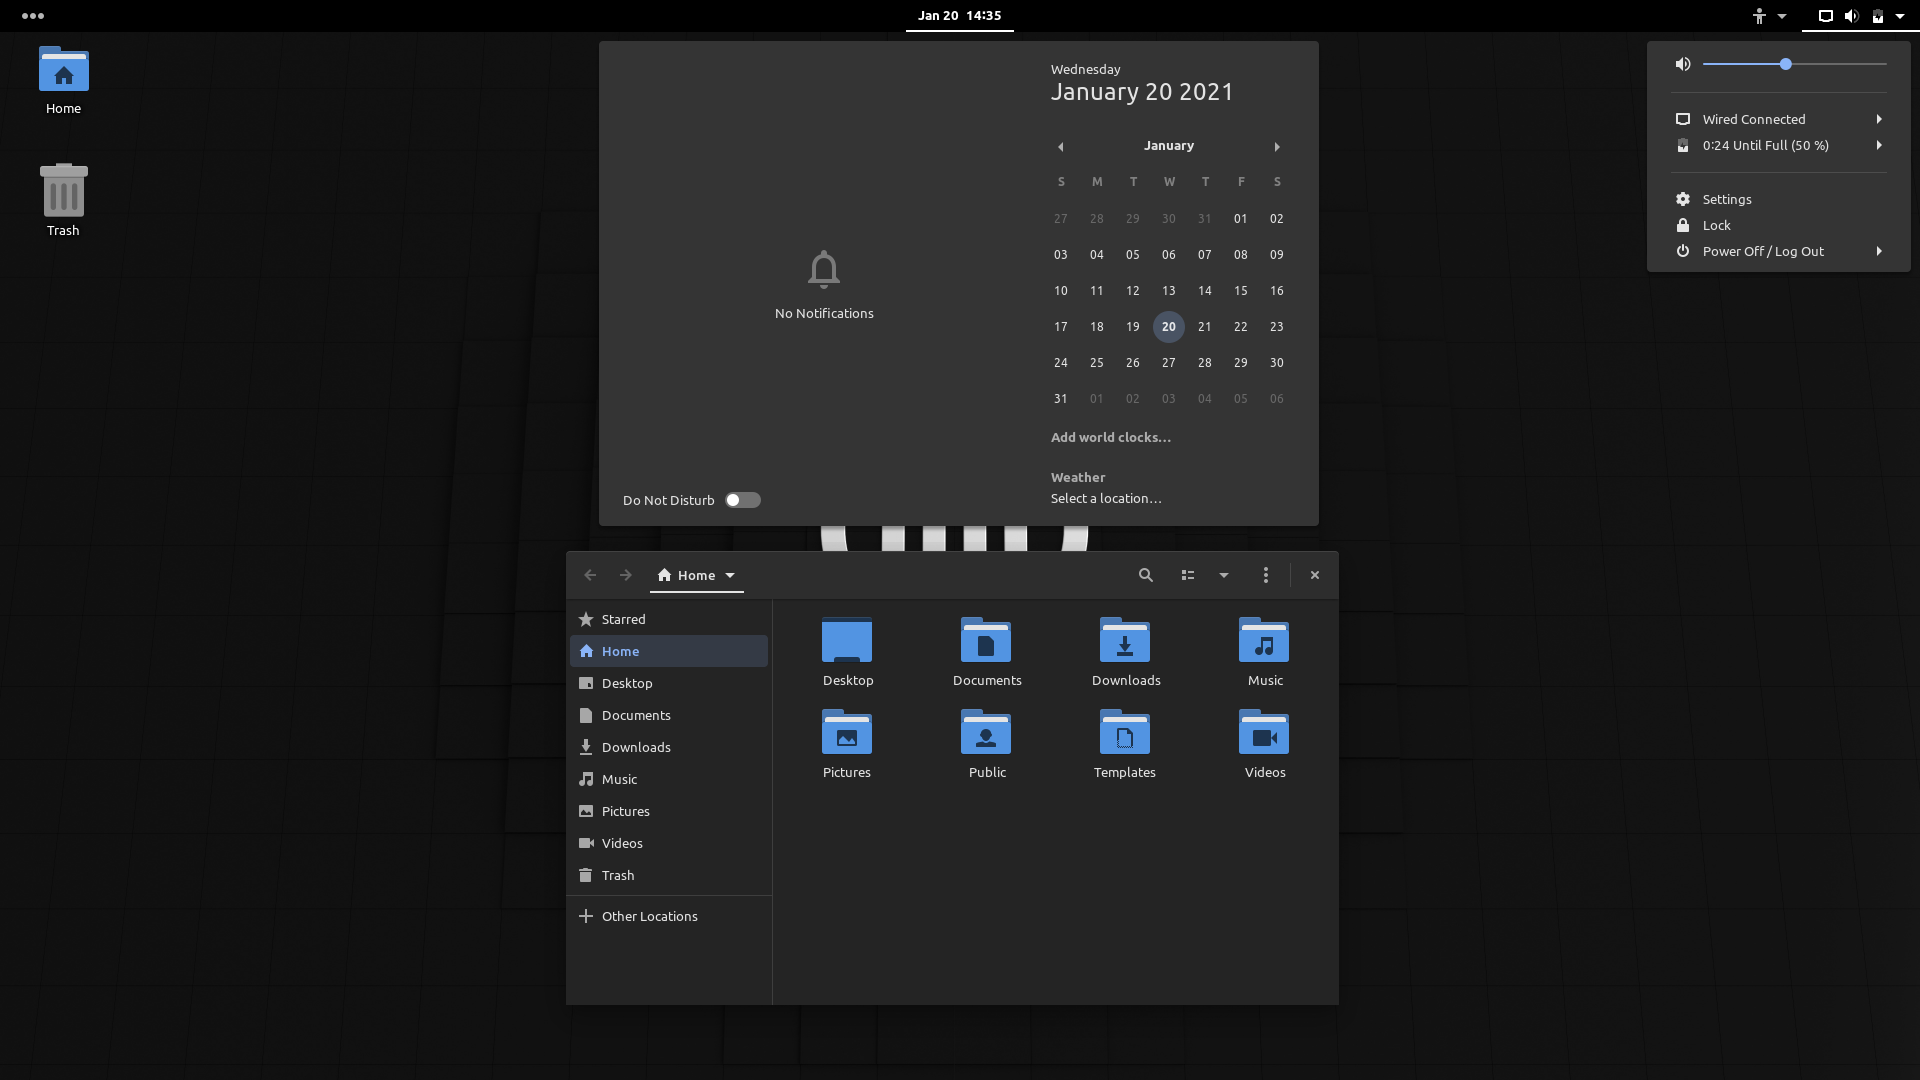 Jan 20  14:35
Home
Trash
No Notifications
Do Not Disturb
Wednesday
January 20 2021
January
S M T W T F S
27 28 29 30 31 01 02
03 04 05 06 07 08 09
10 11 12 13 14 15 16
17 18 19 20 21 22 23
24 25 26 27 28 29 30
31 01 02 03 04 05 06
Add world clocks…
Weather
Select a location…
Wired Connected
0:24 Until Full (50 %)
Settings
Lock
Power Off / Log Out
Home
Starred
Home
Desktop
Documents
Downloads
Music
Pictures
Videos
Trash
Other Locations
Desktop Documents Downloads Music
Pictures Public Templates Videos